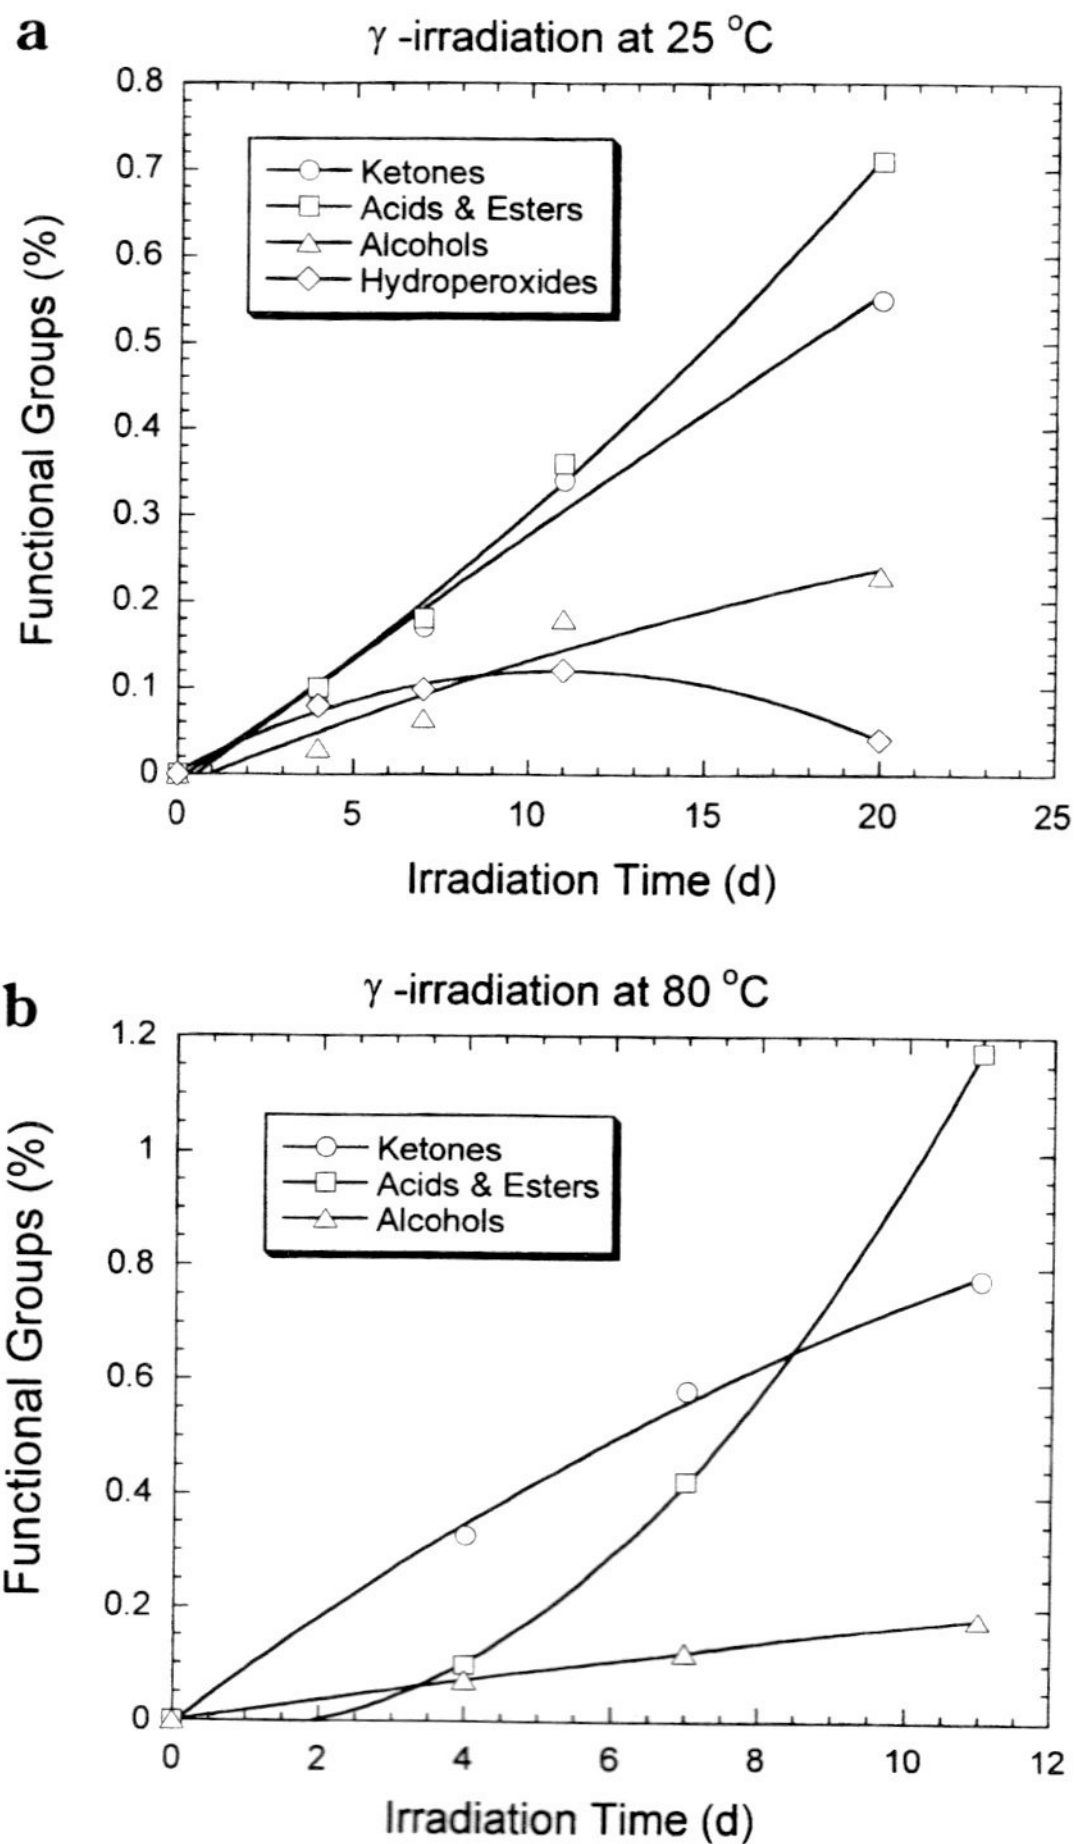 a
γ -irradiation at 25 °C
0.8
0.7
0.6
0.5
0.4
0.3
0.2
0.1
0
Functional Groups (%)
Ketones
Acids & Esters
Alcohols
Hydroperoxides
0 5 10 15 20 25
Irradiation Time (d)
b
γ -irradiation at 80 °C
1.2
1
0.8
0.6
0.4
0.2
0
Functional Groups (%)
Ketones
Acids & Esters
Alcohols
0 2 4 6 8 10 12
Irradiation Time (d)